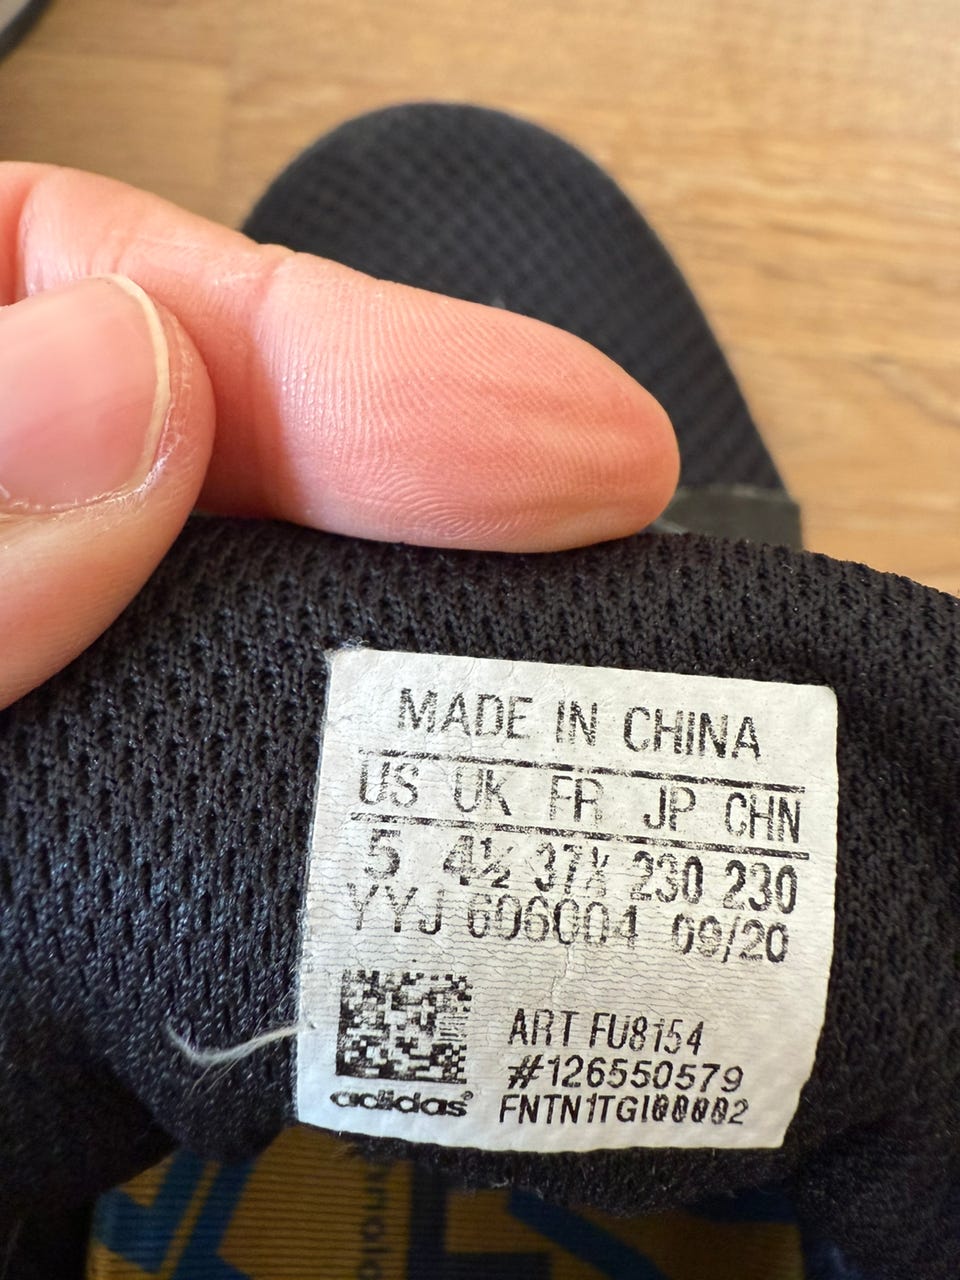 MADE IN CHINA
US UK FR JP CHN
5 4½ 37⅓ 230 230
YYJ 606004 09/20
ART FU8154
#126550579
adidas®
FNTN1TGI00002